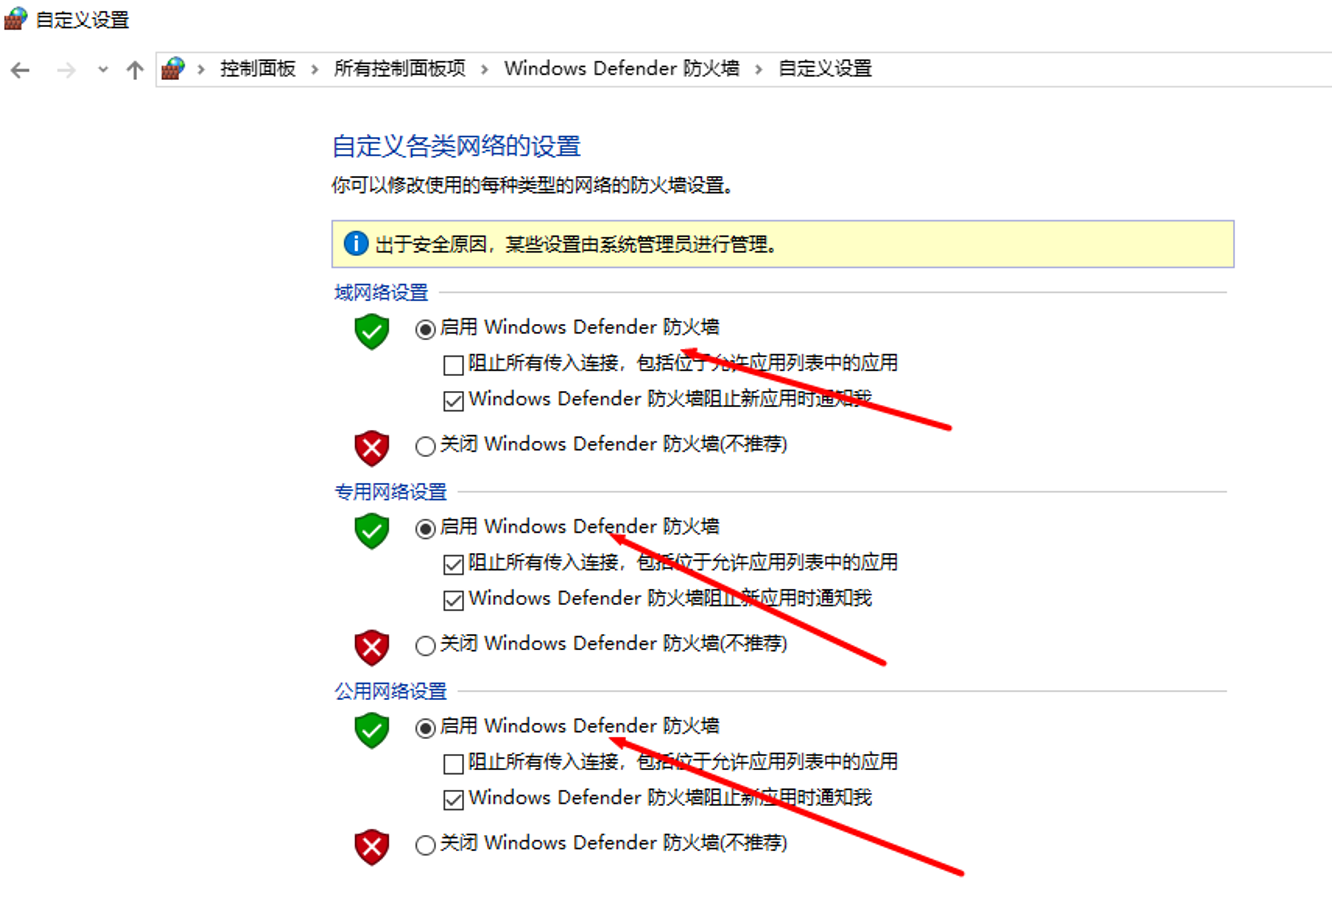 自定义设置
控制面板 › 所有控制面板项 › Windows Defender 防火墙 › 自定义设置
自定义各类网络的设置
你可以修改使用的每种类型的网络的防火墙设置。
出于安全原因，某些设置由系统管理员进行管理。
域网络设置
启用 Windows Defender 防火墙
阻止所有传入连接，包括位于允许应用列表中的应用
Windows Defender 防火墙阻止新应用时通知我
关闭 Windows Defender 防火墙(不推荐)
专用网络设置
启用 Windows Defender 防火墙
阻止所有传入连接，包括位于允许应用列表中的应用
Windows Defender 防火墙阻止新应用时通知我
关闭 Windows Defender 防火墙(不推荐)
公用网络设置
启用 Windows Defender 防火墙
阻止所有传入连接，包括位于允许应用列表中的应用
Windows Defender 防火墙阻止新应用时通知我
关闭 Windows Defender 防火墙(不推荐)